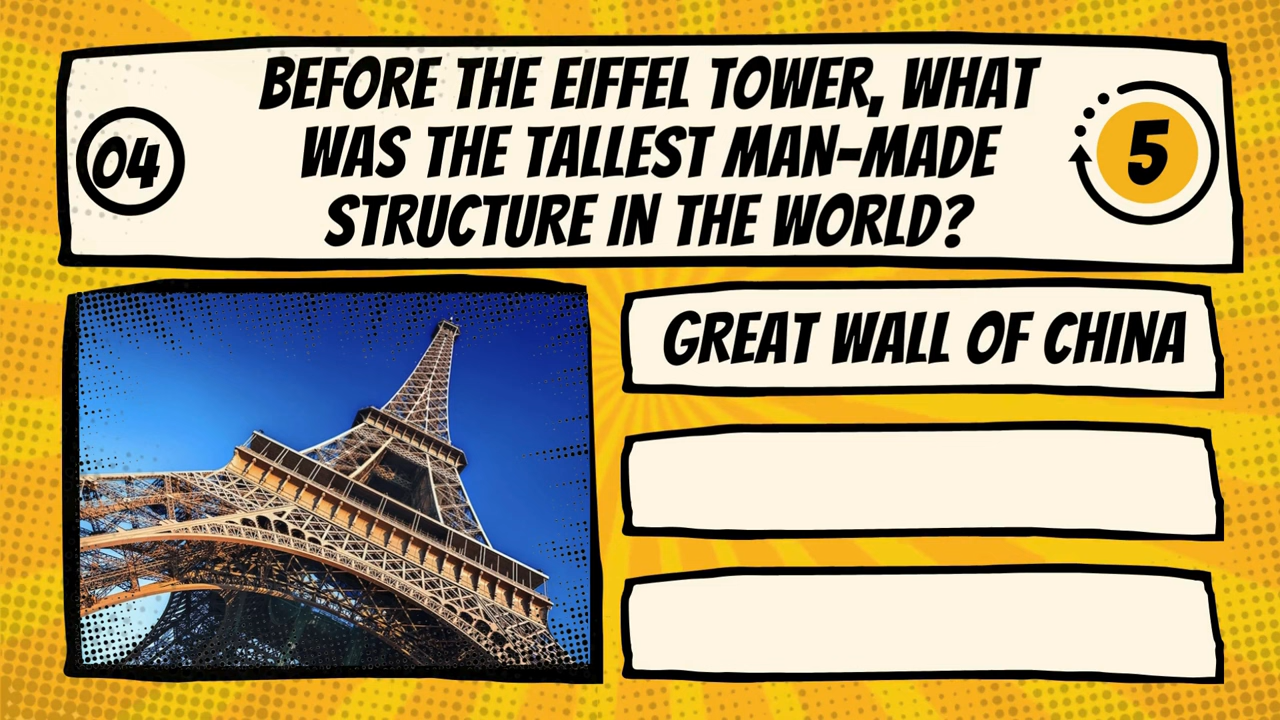 04
BEFORE THE EIFFEL TOWER, WHAT
WAS THE TALLEST MAN-MADE
STRUCTURE IN THE WORLD?
5
GREAT WALL OF CHINA